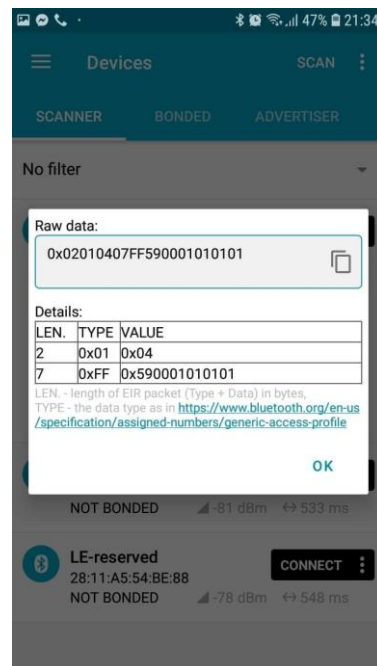 47% 21:34
Devices SCAN
SCANNER BONDED ADVERTISER
No filter
Raw data:
0x02010407FF590001010101
Details:
LEN. TYPE VALUE
2 0x01 0x04
7 0xFF 0x590001010101
LEN. - length of EIR packet (Type + Data) in bytes,
TYPE - the data type as in https://www.bluetooth.org/en-us
/specification/assigned-numbers/generic-access-profile
OK
NOT BONDED -81 dBm ↔ 533 ms
LE-reserved
CONNECT
28:11:A5:54:BE:88
NOT BONDED -78 dBm ↔ 548 ms